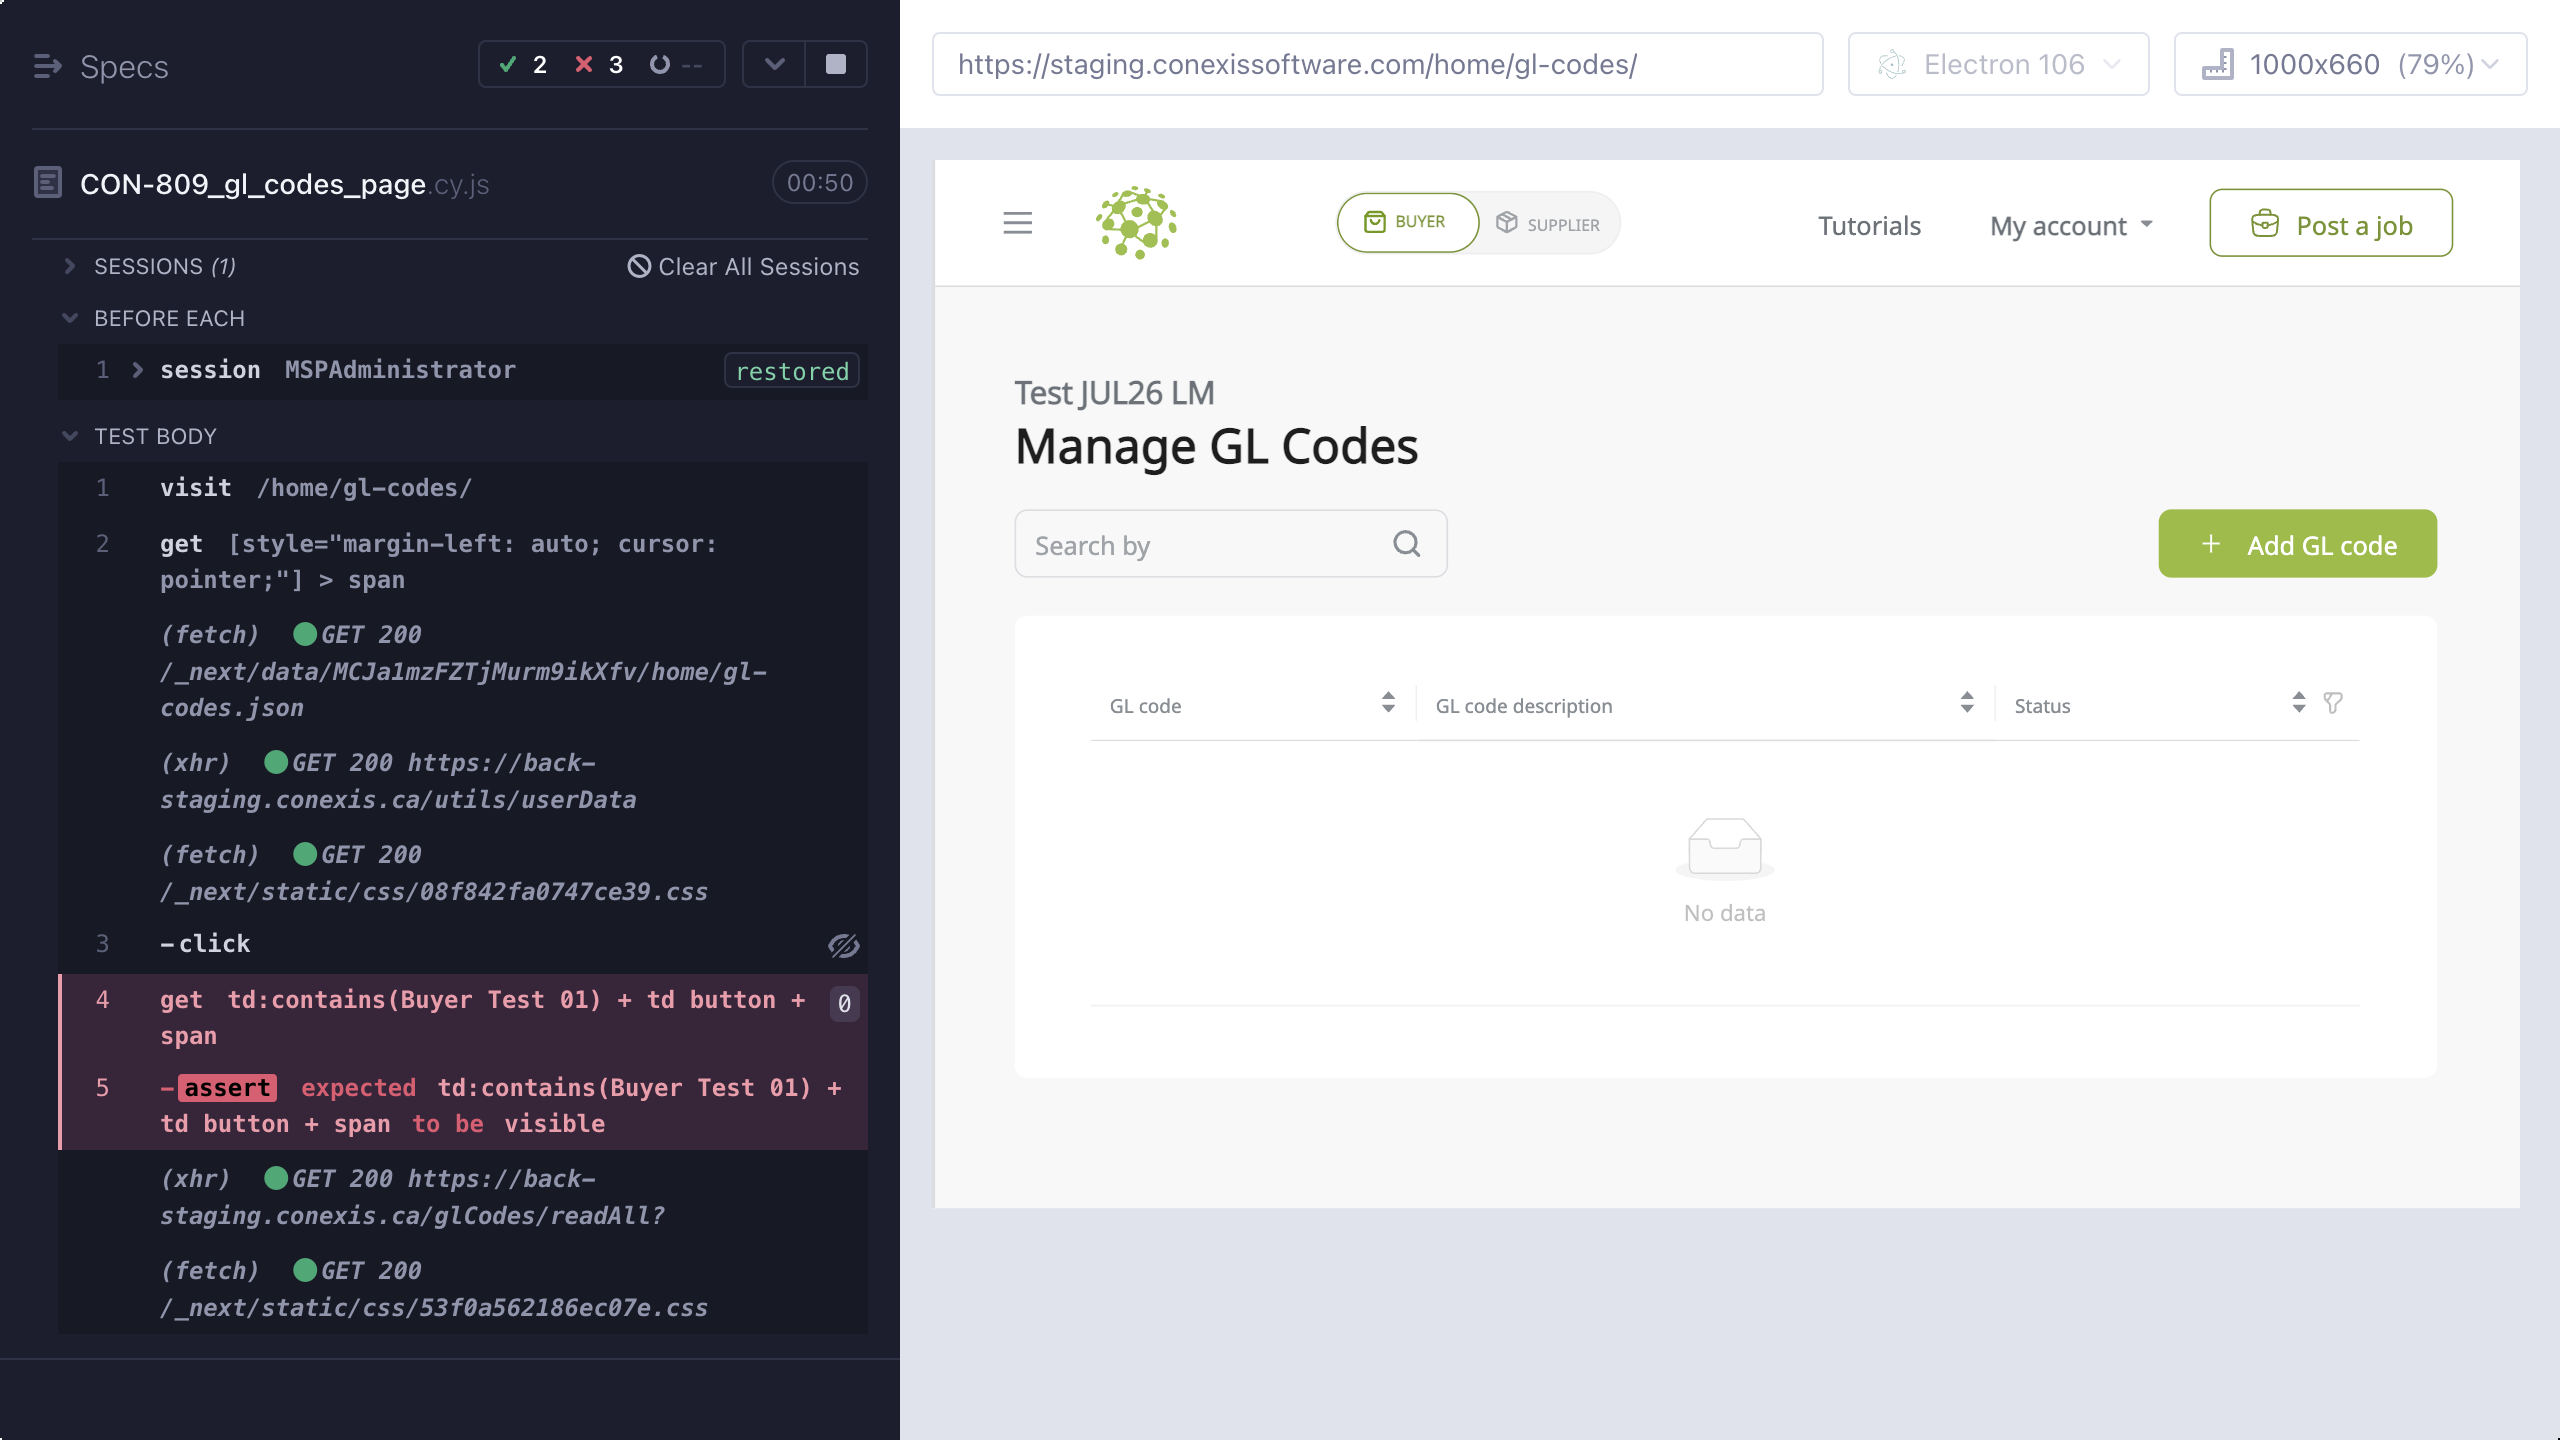 Specs
2 3 --
CON-809_gl_codes_page.cy.js 00:50
SESSIONS (1) Clear All Sessions
BEFORE EACH
1 session MSPAdministrator restored
TEST BODY
1 visit /home/gl-codes/
2 get [style="margin-left: auto; cursor:
pointer;"] > span
(fetch) GET 200
/_next/data/MCJa1mzFZTjMurm9ikXfv/home/gl-
codes.json
(xhr) GET 200 https://back-
staging.conexis.ca/utils/userData
(fetch) GET 200
/_next/static/css/08f842fa0747ce39.css
3 -click
4 get td:contains(Buyer Test 01) + td button + 0
span
5 -assert expected td:contains(Buyer Test 01) +
td button + span to be visible
(xhr) GET 200 https://back-
staging.conexis.ca/glCodes/readAll?
(fetch) GET 200
/_next/static/css/53f0a562186ec07e.css
https://staging.conexissoftware.com/home/gl-codes/ Electron 106 1000x660 (79%)
BUYER SUPPLIER Tutorials My account Post a job
Test JUL26 LM
Manage GL Codes
Search by + Add GL code
GL code GL code description Status
No data